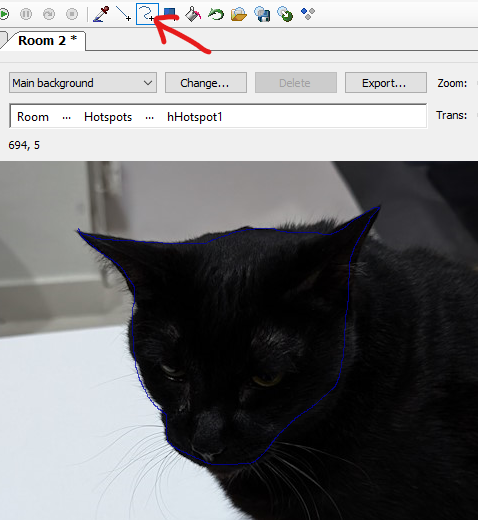 Room 2 *
Main background Change... Delete Export... Zoom:
Room ... Hotspots ... hHotspot1 Trans:
694, 5